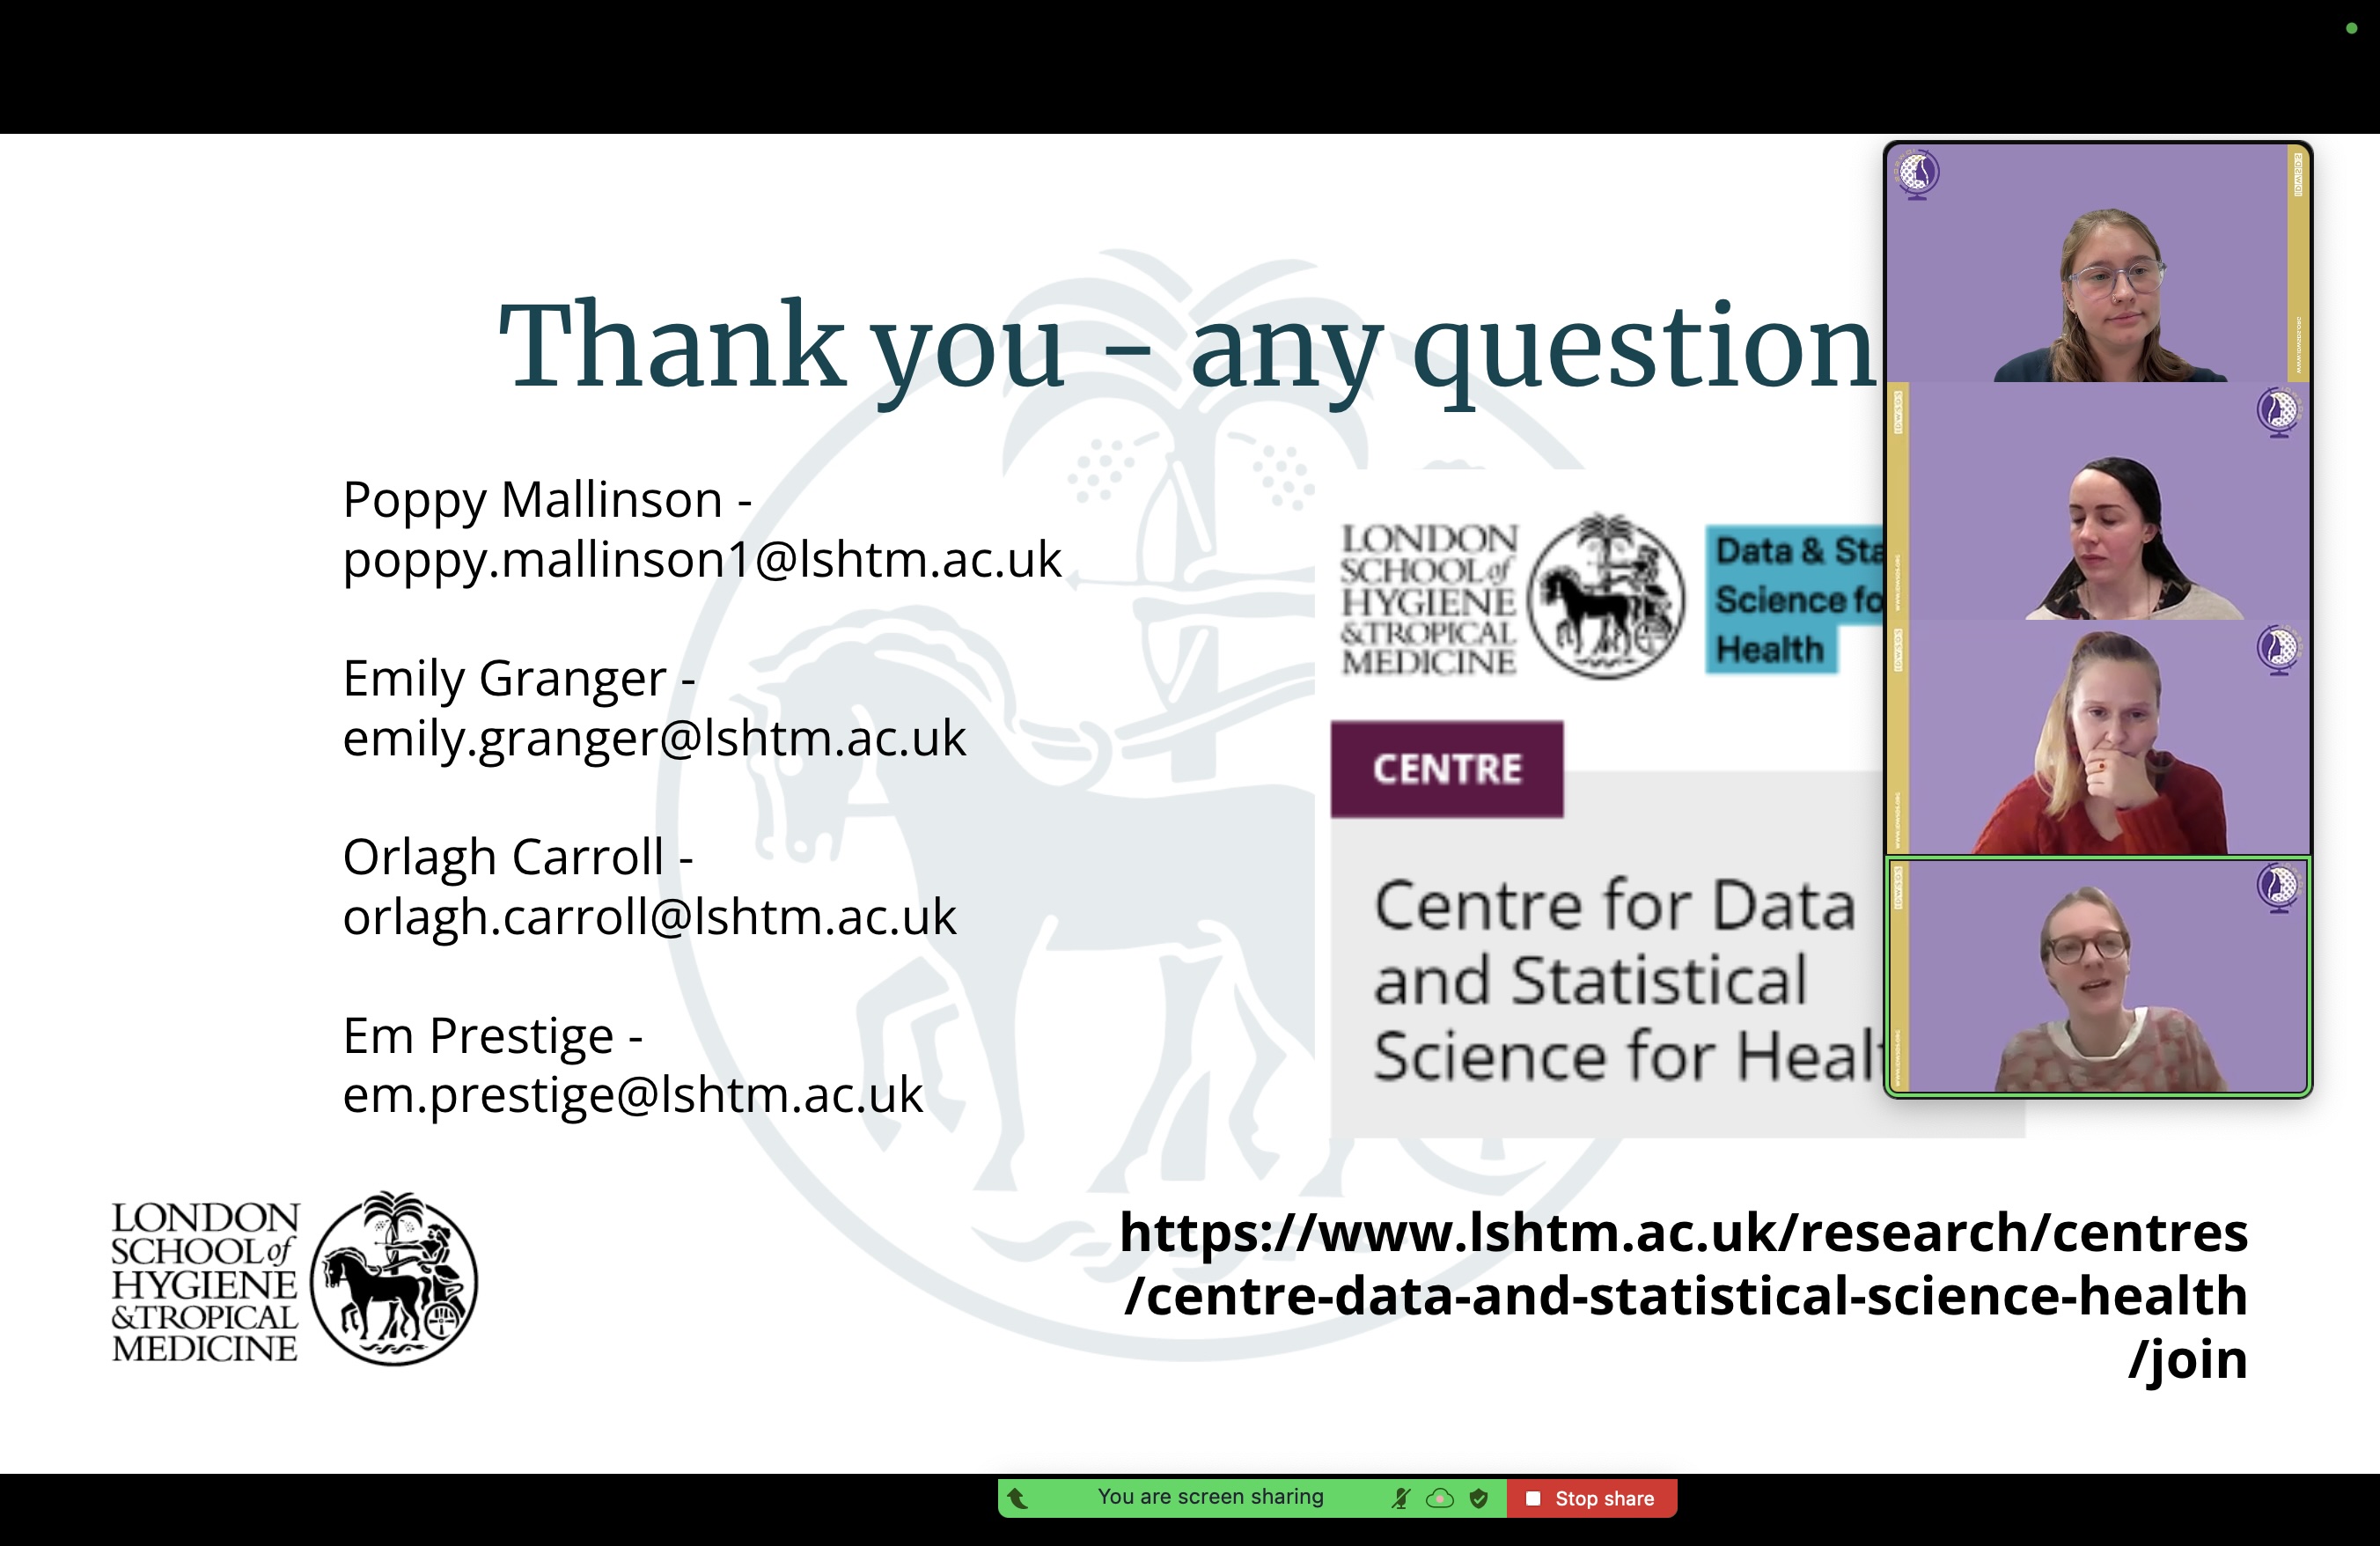 Thank you - any question
Poppy Mallinson -
poppy.mallinson1@lshtm.ac.uk
Emily Granger -
emily.granger@lshtm.ac.uk
Orlagh Carroll -
orlagh.carroll@lshtm.ac.uk
Em Prestige -
em.prestige@lshtm.ac.uk
LONDON
SCHOOL of
HYGIENE
&TROPICAL
MEDICINE
Data & Sta
Science fo
Health
CENTRE
Centre for Data
and Statistical
Science for Healt
LONDON
SCHOOL of
HYGIENE
&TROPICAL
MEDICINE
https://www.lshtm.ac.uk/research/centres
/centre-data-and-statistical-science-health
/join
You are screen sharing
Stop share